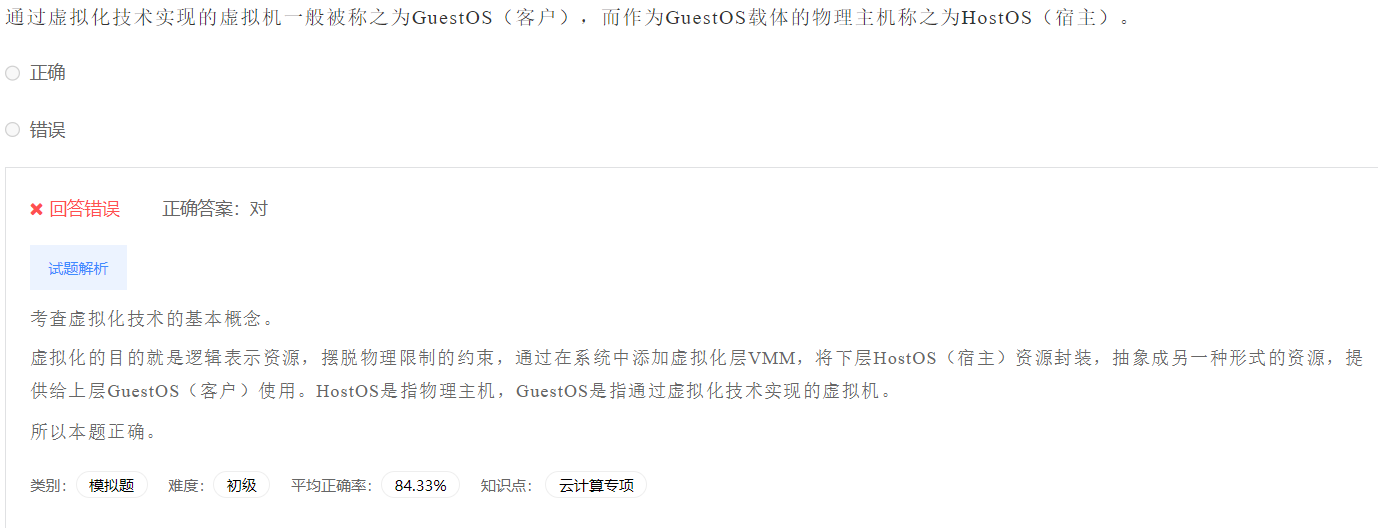 通过虚拟化技术实现的虚拟机一般被称之为GuestOS（客户），而作为GuestOS载体的物理主机称之为HostOS（宿主）。
正确
错误
回答错误 正确答案：对
试题解析
考查虚拟化技术的基本概念。
虚拟化的目的就是逻辑表示资源，摆脱物理限制的约束，通过在系统中添加虚拟化层VMM，将下层HostOS（宿主）资源封装，抽象成另一种形式的资源，提
供给上层GuestOS（客户）使用。HostOS是指物理主机，GuestOS是指通过虚拟化技术实现的虚拟机。
所以本题正确。
类别： 模拟题 难度： 初级 平均正确率： 84.33% 知识点： 云计算专项